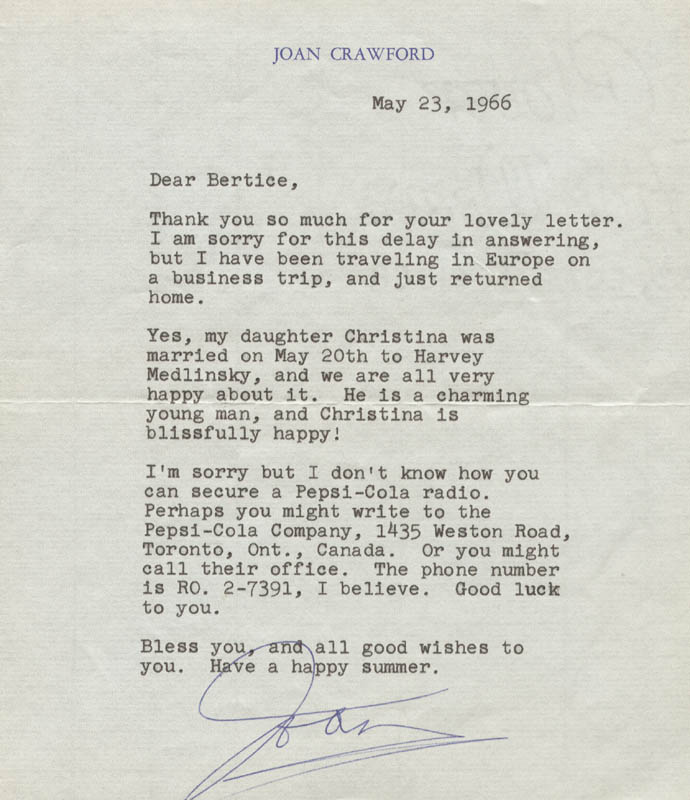 JOAN CRAWFORD
May 23, 1966
Dear Bertice,
Thank you so much for your lovely letter.
I am sorry for this delay in answering,
but I have been traveling in Europe on
a business trip, and just returned
home.
Yes, my daughter Christina was
married on May 20th to Harvey
Medlinsky, and we are all very
happy about it.  He is a charming
young man, and Christina is
blissfully happy!
I'm sorry but I don't know how you
can secure a Pepsi-Cola radio.
Perhaps you might write to the
Pepsi-Cola Company, 1435 Weston Road,
Toronto, Ont., Canada.  Or you might
call their office.  The phone number
is RO. 2-7391, I believe.  Good luck
to you.
Bless you, and all good wishes to
you.  Have a happy summer.
Joan